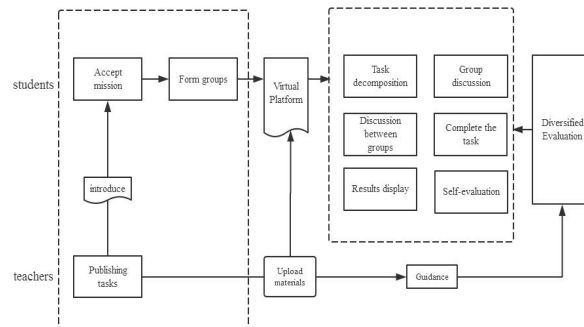 students
Accept
mission
Form groups
Virtual
Platform
Task
decomposition
Group
discussion
Discussion
between
groups
Complete the
task
Results display
Self-evaluation
Diversified
Evaluation
introduce
teachers
Publishing
tasks
Upload
materials
Guidance